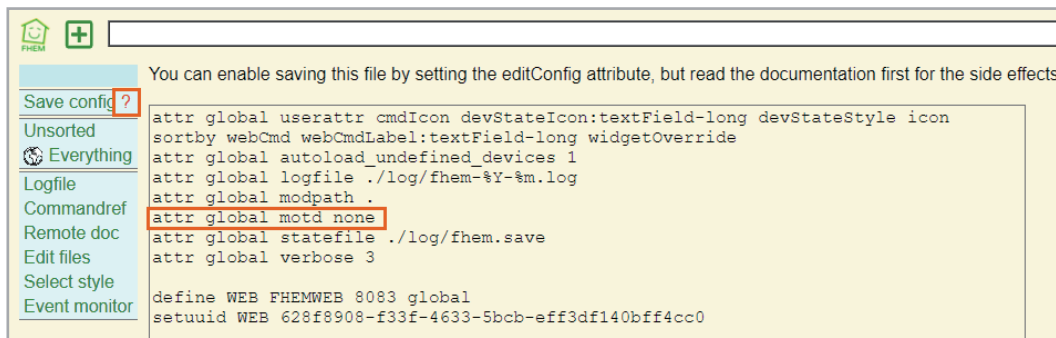 FHEM
You can enable saving this file by setting the editConfig attribute, but read the documentation first for the side effects
Save config ?
Unsorted
Everything
Logfile
Commandref
Remote doc
Edit files
Select style
Event monitor
attr global userattr cmdIcon devStateIcon:textField-long devStateStyle icon
sortby webCmd webCmdLabel:textField-long widgetOverride
attr global autoload_undefined_devices 1
attr global logfile ./log/fhem-%Y-%m.log
attr global modpath .
attr global motd none
attr global statefile ./log/fhem.save
attr global verbose 3
define WEB FHEMWEB 8083 global
setuuid WEB 628f8908-f33f-4633-5bcb-eff3df140bff4cc0